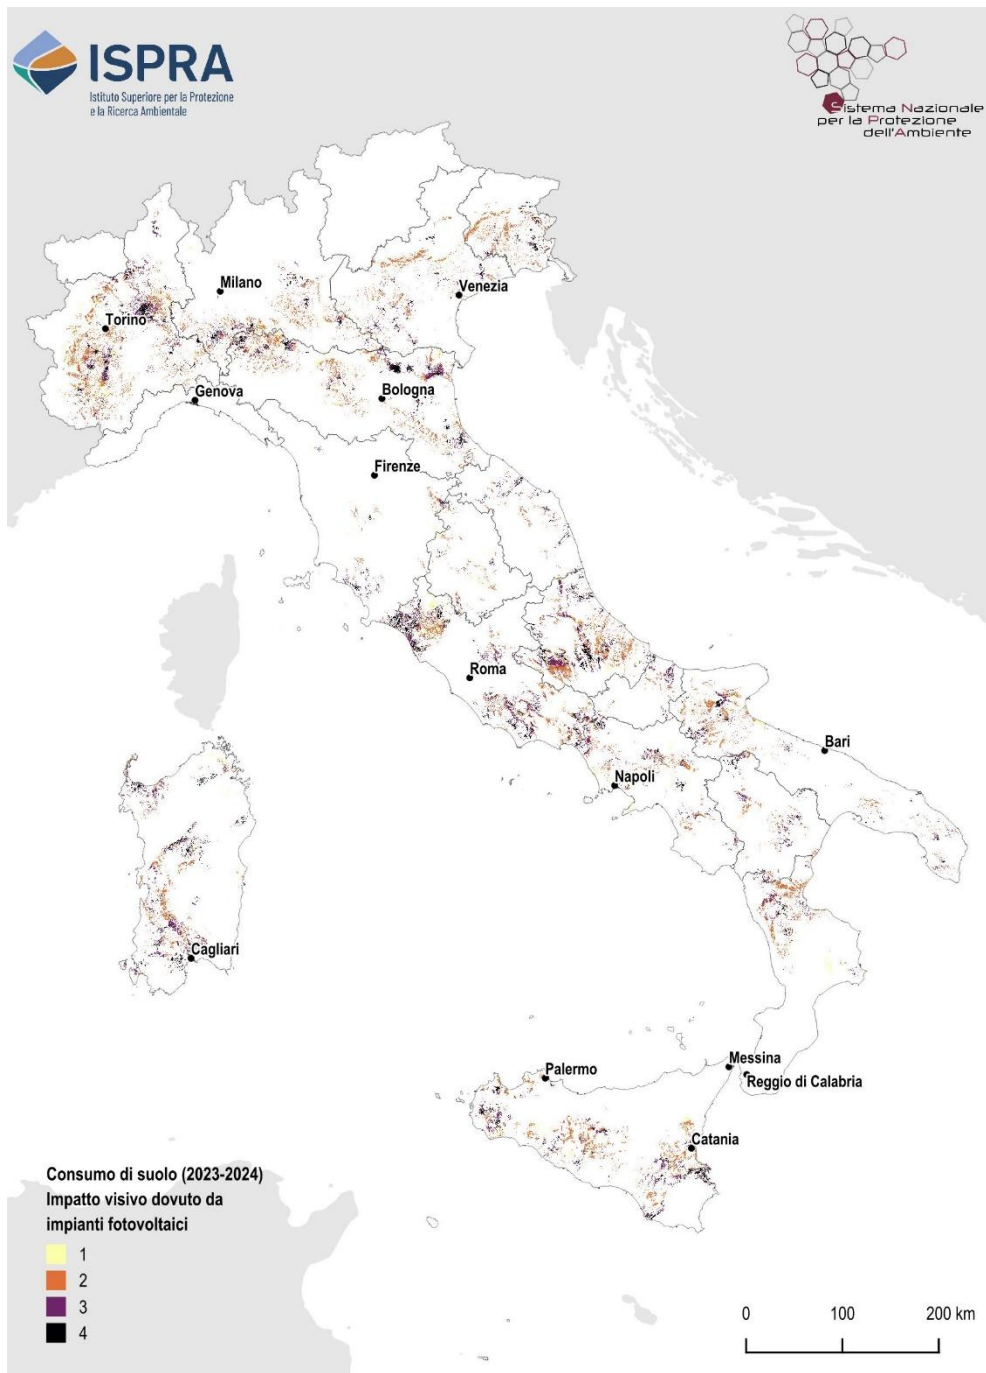 ISPRA
Istituto Superiore per la Protezione
e la Ricerca Ambientale
Sistema Nazionale
per la Protezione
dell'Ambiente
Milano
Venezia
Torino
Genova
Bologna
Firenze
Roma
Bari
Napoli
Cagliari
Messina
Palermo
Reggio di Calabria
Catania
Consumo di suolo (2023-2024)
Impatto visivo dovuto da
impianti fotovoltaici
1
2
3
4
0 100 200 km